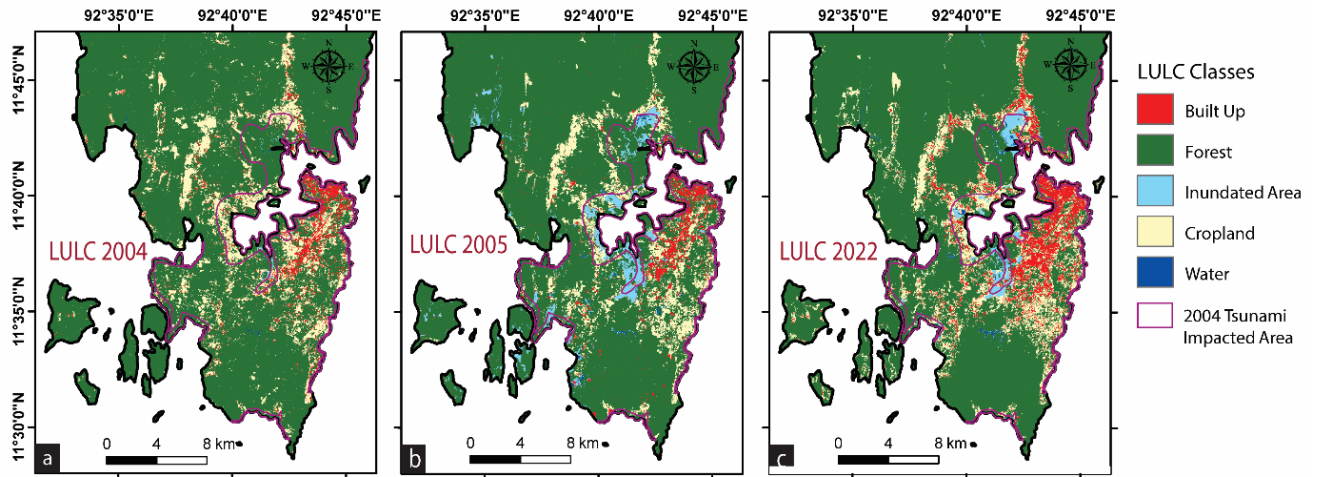 92°35'0"E 92°40'0"E 92°45'0"E
92°35'0"E 92°40'0"E 92°45'0"E
92°35'0"E 92°40'0"E 92°45'0"E
11°45'0"N
11°40'0"N
11°35'0"N
11°30'0"N
N
W E
S
LULC 2004
0 4 8 km
a
N
W E
S
LULC 2005
0 4 8 km
b
N
W E
S
LULC 2022
0 4 8 km
c
LULC Classes
Built Up
Forest
Inundated Area
Cropland
Water
2004 Tsunami
Impacted Area